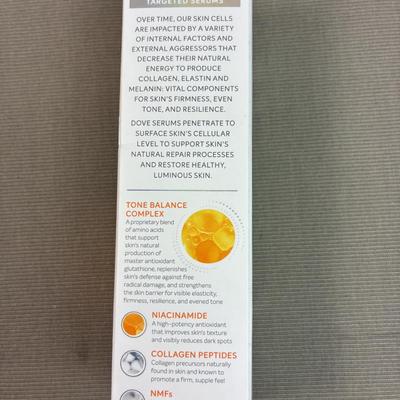 TARGETED SERUMS
OVER TIME, OUR SKIN CELLS
ARE IMPACTED BY A VARIETY
OF INTERNAL FACTORS AND
EXTERNAL AGGRESSORS THAT
DECREASE THEIR NATURAL
ENERGY TO PRODUCE
COLLAGEN, ELASTIN AND
MELANIN: VITAL COMPONENTS
FOR SKIN'S FIRMNESS, EVEN
TONE, AND RESILIENCE.
DOVE SERUMS PENETRATE TO
SURFACE SKIN'S CELLULAR
LEVEL TO SUPPORT SKIN'S
NATURAL REPAIR PROCESSES
AND RESTORE HEALTHY,
LUMINOUS SKIN.
TONE BALANCE
COMPLEX
A proprietary blend
of amino acids
that support
skin's natural
production of
master antioxidant
glutathione, replenishes
skin's defense against free
radical damage, and strengthens
the skin barrier for visible elasticity,
firmness, resilience, and evened tone
NIACINAMIDE
A high-potency antioxidant
that improves skin's texture
and visibly reduces dark spots
COLLAGEN PEPTIDES
Collagen precursors naturally
found in skin and known to
promote a firm, supple feel
NMFs